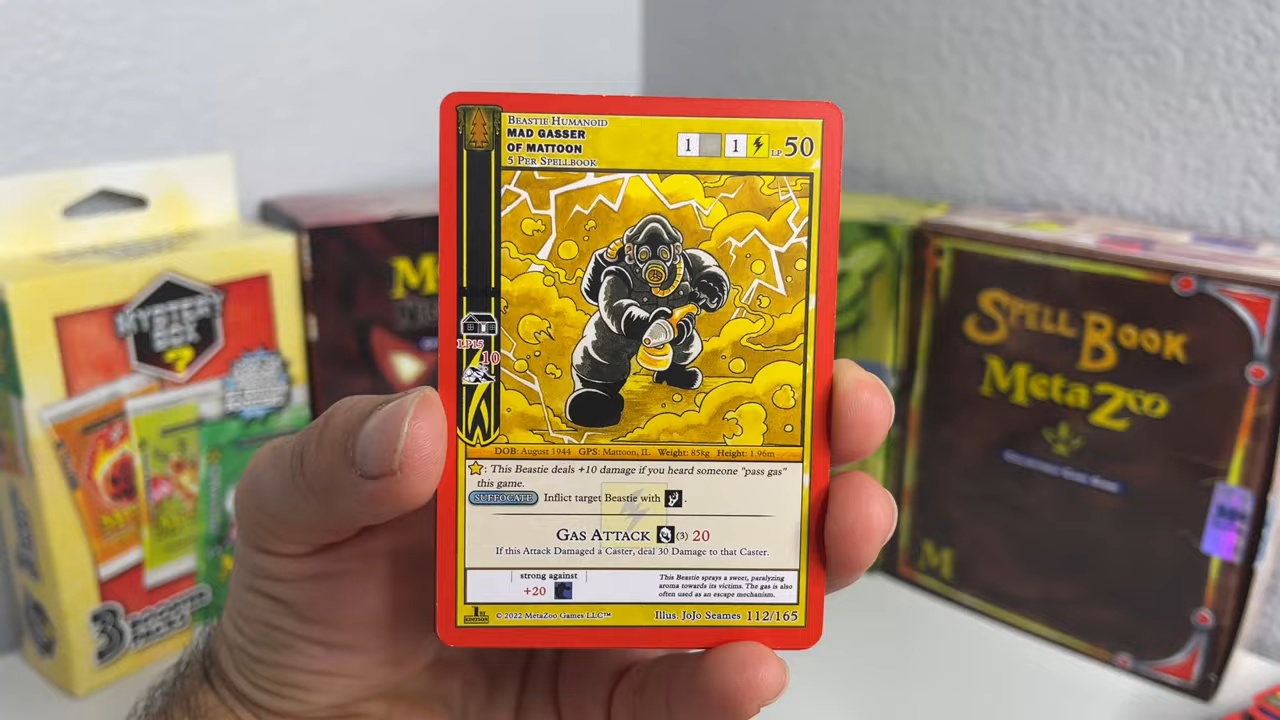 BEASTIE HUMANOID
MAD GASSER
OF MATTOON
5 PER SPELLBOOK
1 1 LP 50
LP15
10
DOB: August 1944 GPS: Mattoon, IL Weight: 85kg Height: 1.96m
: This Beastie deals +10 damage if you heard someone "pass gas"
this game.
SUFFOCATE Inflict target Beastie with .
GAS ATTACK (3) 20
If this Attack Damaged a Caster, deal 30 Damage to that Caster.
strong against
+20
This Beastie sprays a sweet, paralyzing
aroma towards its victims. The gas is also
often used as an escape mechanism.
1ST
EDITION
© 2022 MetaZoo Games LLC™
Illus. JoJo Seames 112/165
MYSTERY
BOX
?
3
M
SPELL BOOK
METAZOO
M